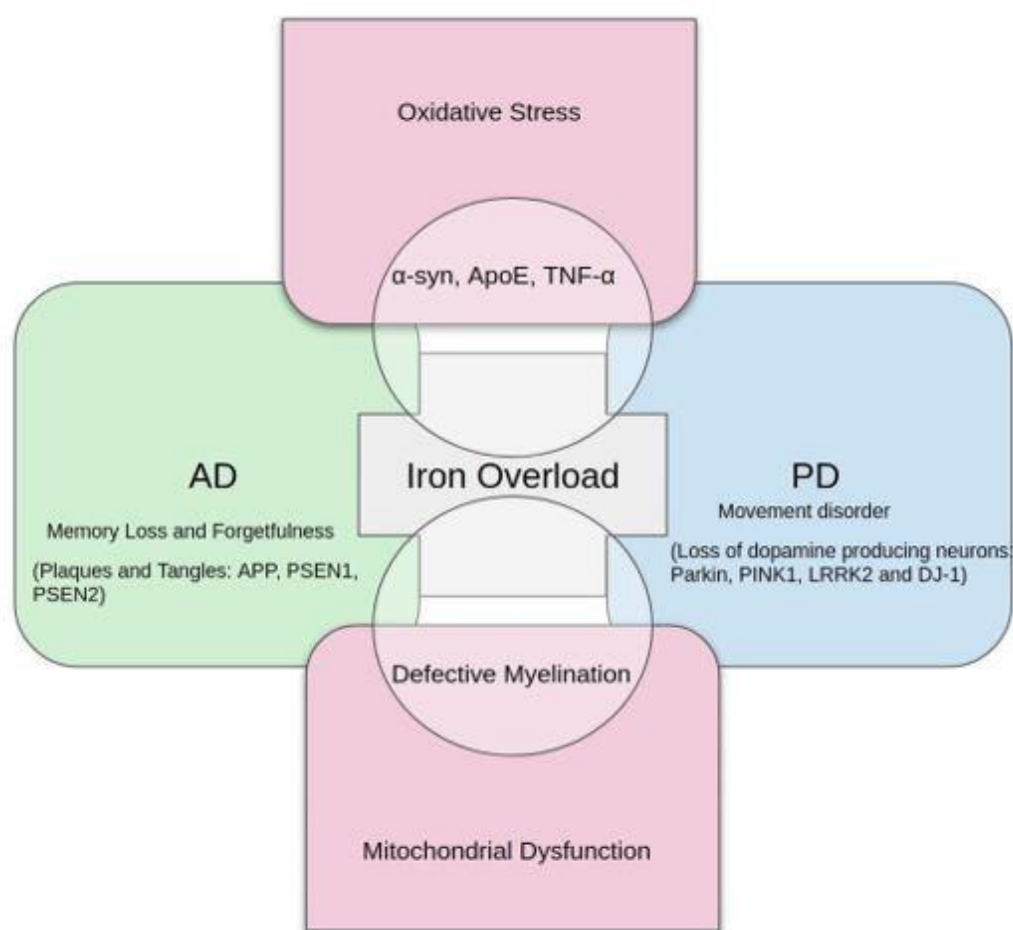 Oxidative Stress
α-syn, ApoE, TNF-α
AD
Memory Loss and Forgetfulness
(Plaques and Tangles: APP, PSEN1,
PSEN2)
Iron Overload
PD
Movement disorder
(Loss of dopamine producing neurons:
Parkin, PINK1, LRRK2 and DJ-1)
Defective Myelination
Mitochondrial Dysfunction